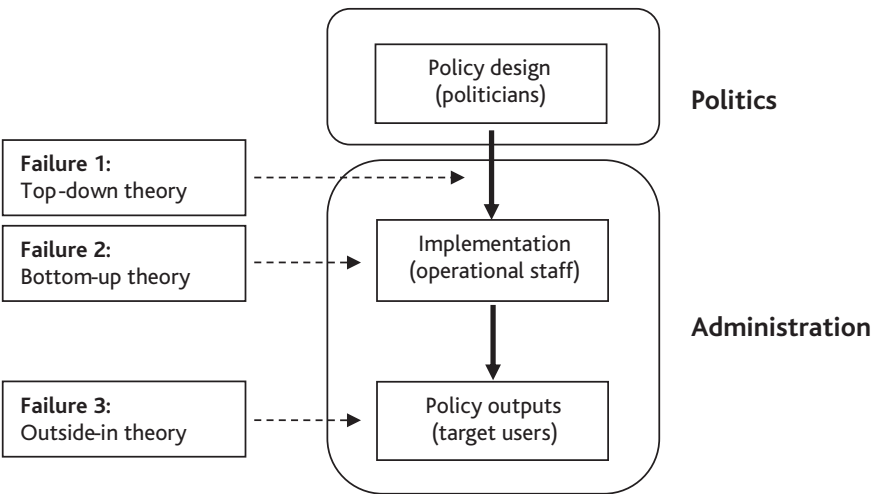 Policy design
(politicians)
Politics
Failure 1:
Top-down theory
Failure 2:
Bottom-up theory
Implementation
(operational staff)
Administration
Failure 3:
Outside-in theory
Policy outputs
(target users)